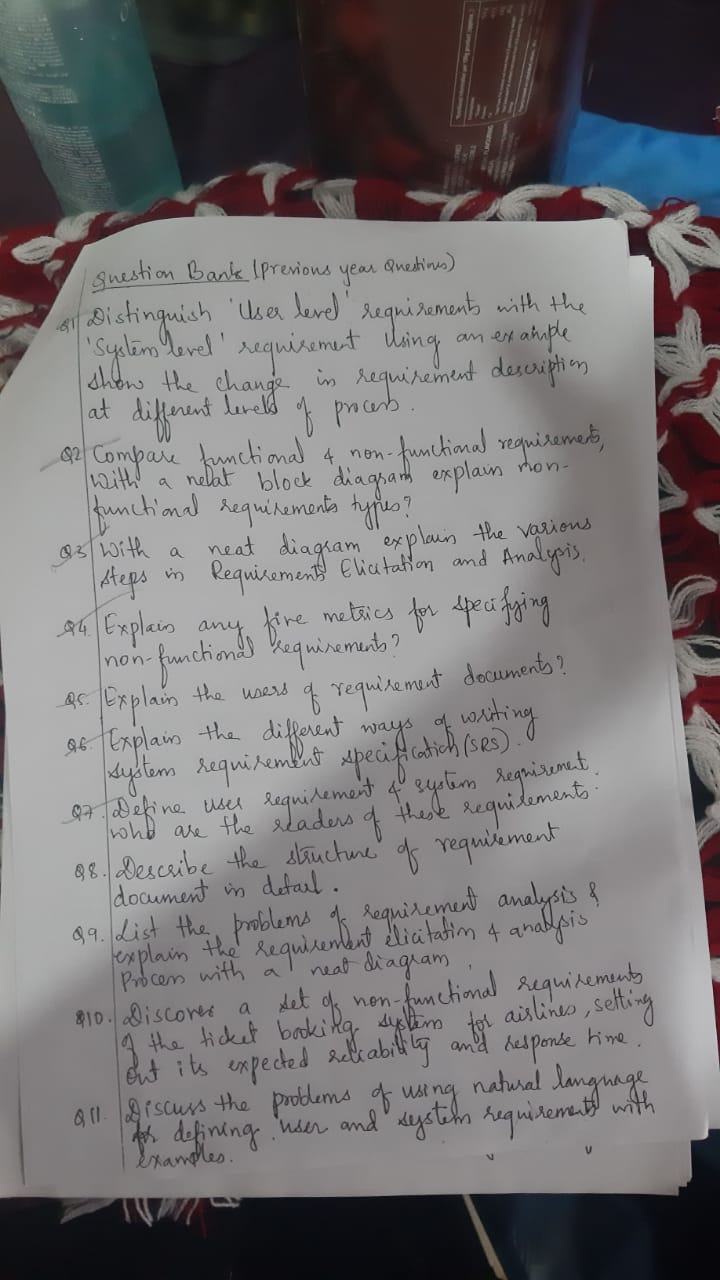 Question Bank (Previous year Questions)
Q1 Distinguish 'User level' requirements with the
'System level' requirement Using an example
show the change in requirement description
at different levels of process.
Q2 Compare functional & non-functional requirements,
With a neat block diagram explain non-
functional requirements types?
Q3 With a neat diagram explain the various
steps in Requirements Elicitation and Analysis.
Q4. Explain any five metrics for specifying
non-functional requirements?
Q5. Explain the users of requirement documents?
Q6. Explain the different ways of writing
system requirement specification (SRS).
Q7. Define user requirement & system requirement.
who are the readers of these requirements.
Q8. Describe the structure of requirement
document in detail.
Q9. List the problems of requirement analysis &
explain the requirement elicitation & analysis
Process with a neat diagram.
Q10. Discover a set of non-functional requirements
of the ticket booking system for airlines, setting
out its expected reliability and response time.
Q11. Discuss the problems of using natural language
for defining user and system requirements with
examples.